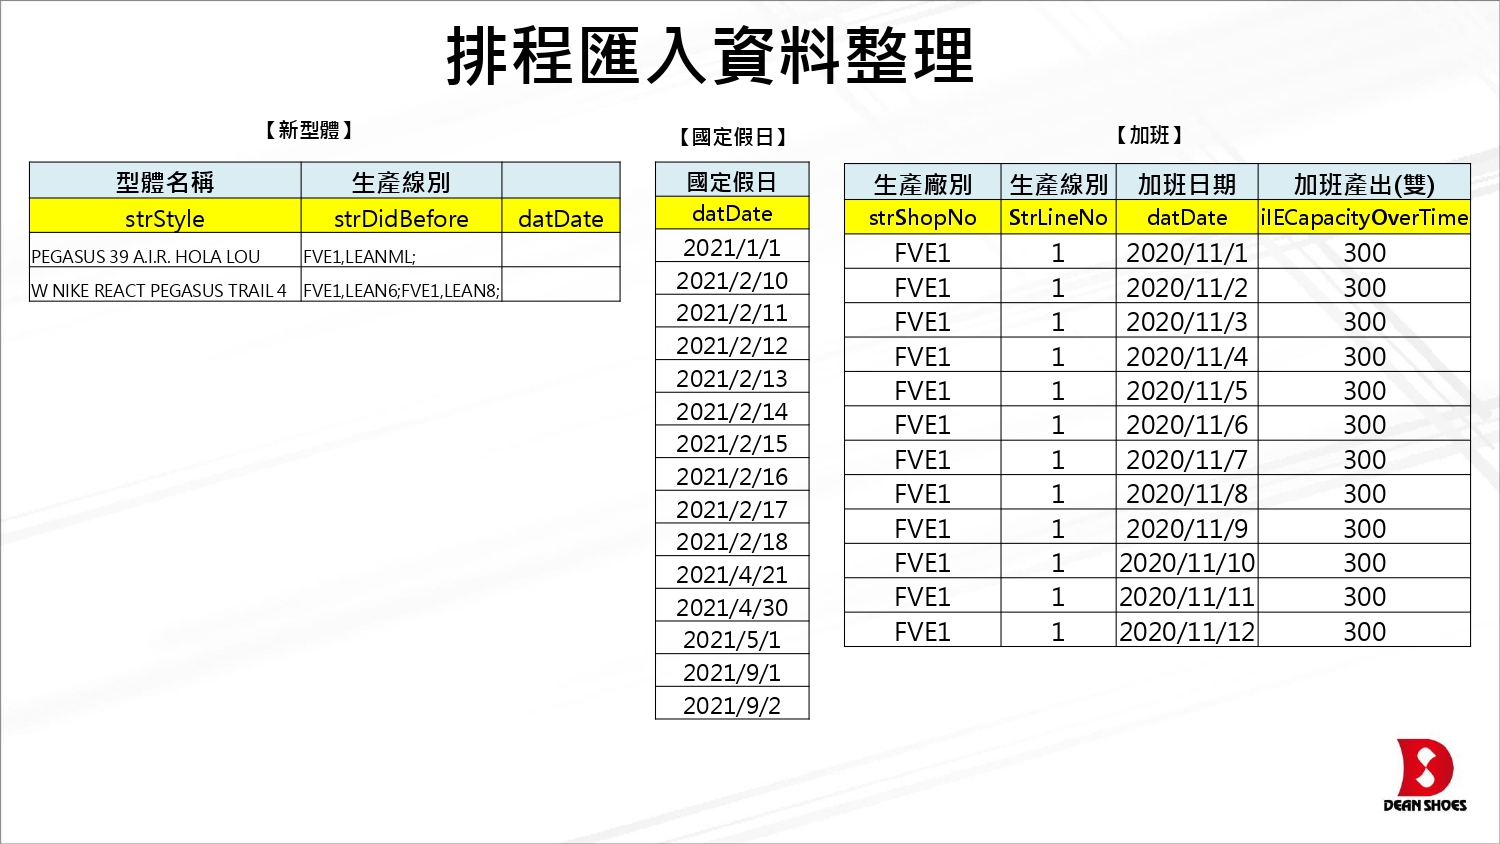 排程匯入資料整理
【新型體】
型體名稱 生產線別
strStyle strDidBefore datDate
PEGASUS 39 A.I.R. HOLA LOU FVE1,LEANML;
W NIKE REACT PEGASUS TRAIL 4 FVE1,LEAN6;FVE1,LEAN8;
【國定假日】
國定假日
datDate
2021/1/1
2021/2/10
2021/2/11
2021/2/12
2021/2/13
2021/2/14
2021/2/15
2021/2/16
2021/2/17
2021/2/18
2021/4/21
2021/4/30
2021/5/1
2021/9/1
2021/9/2
【加班】
生產廠別 生產線別 加班日期 加班產出(雙)
strShopNo StrLineNo datDate iIECapacityOverTime
FVE1 1 2020/11/1 300
FVE1 1 2020/11/2 300
FVE1 1 2020/11/3 300
FVE1 1 2020/11/4 300
FVE1 1 2020/11/5 300
FVE1 1 2020/11/6 300
FVE1 1 2020/11/7 300
FVE1 1 2020/11/8 300
FVE1 1 2020/11/9 300
FVE1 1 2020/11/10 300
FVE1 1 2020/11/11 300
FVE1 1 2020/11/12 300
DEAN SHOES